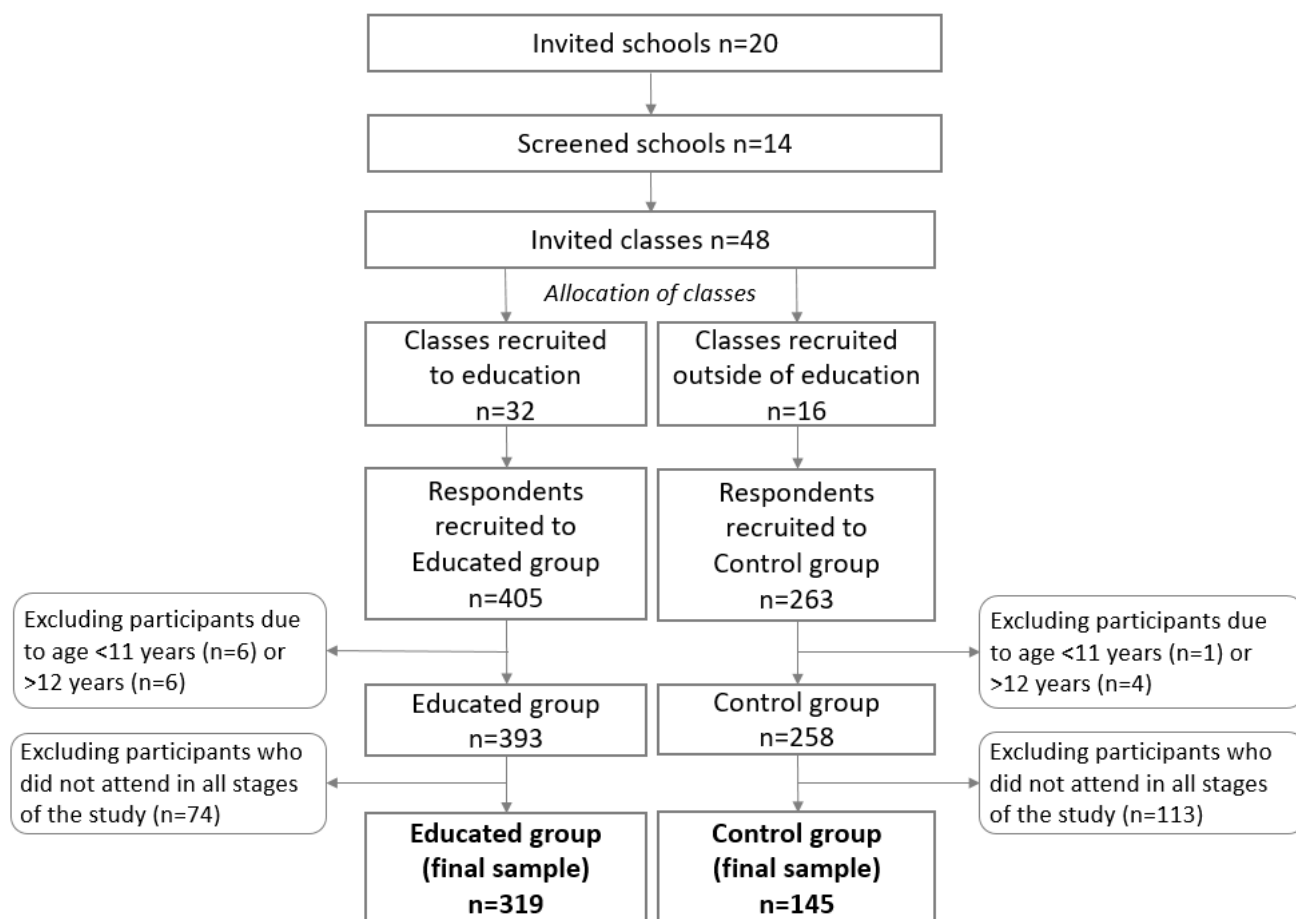 Invited schools n=20
Screened schools n=14
Invited classes n=48
Allocation of classes
Classes recruited
to education
n=32
Classes recruited
outside of education
n=16
Respondents
recruited to
Educated group
n=405
Respondents
recruited to
Control group
n=263
Excluding participants due
to age <11 years (n=6) or
>12 years (n=6)
Excluding participants due
to age <11 years (n=1) or
>12 years (n=4)
Educated group
n=393
Control group
n=258
Excluding participants who
did not attend in all stages
of the study (n=74)
Excluding participants who
did not attend in all stages
of the study (n=113)
Educated group
(final sample)
n=319
Control group
(final sample)
n=145